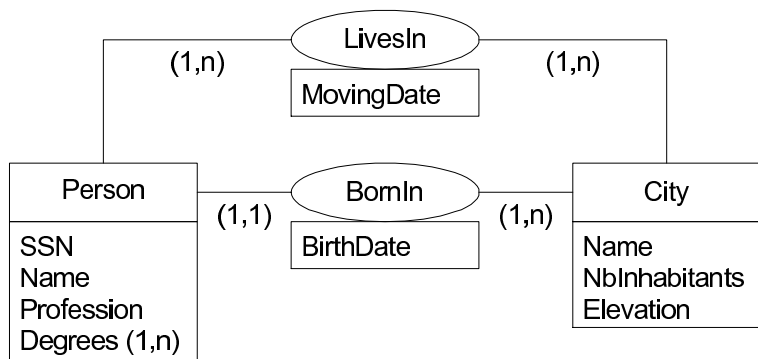 LivesIn
(1,n)
(1,n)
MovingDate
Person
BornIn
City
(1,1)
(1,n)
BirthDate
SSN
Name
Profession
Degrees (1,n)
Name
NbInhabitants
Elevation